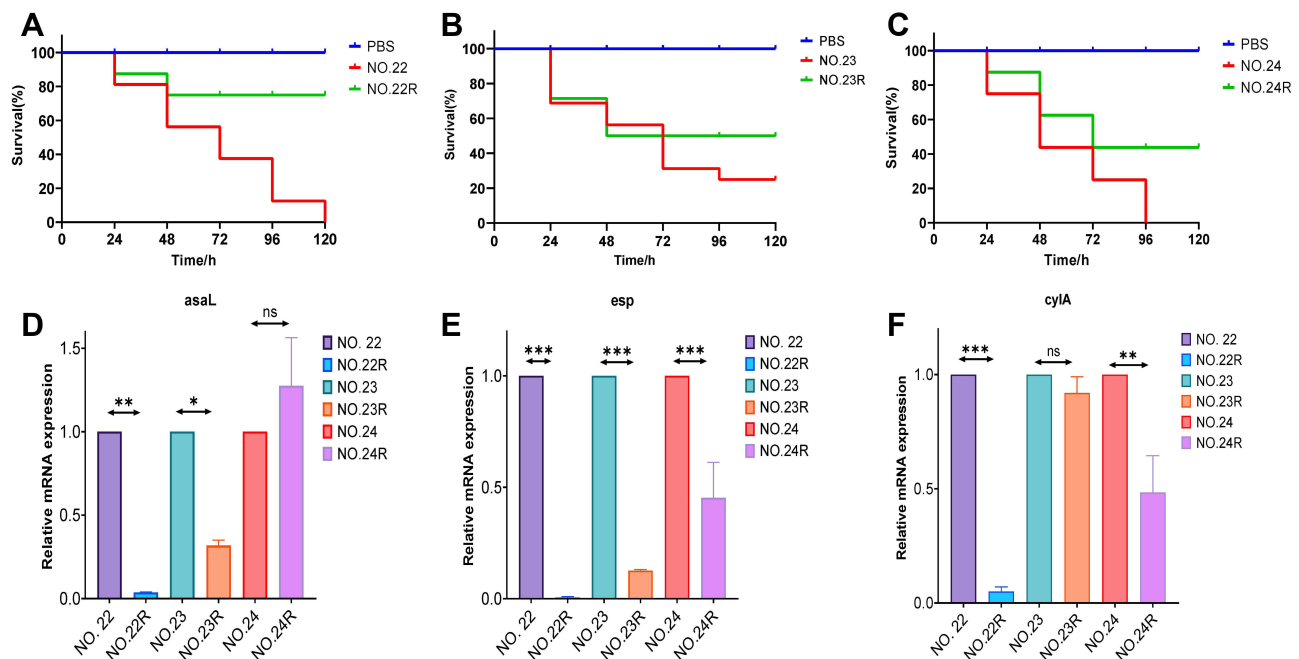 A
100
80
60
40
20
0
Survival(%)
0 24 48 72 96 120
Time/h
PBS
NO.22
NO.22R
B
100
80
60
40
20
0
Survival(%)
0 24 48 72 96 120
Time/h
PBS
NO.23
NO.23R
C
100
80
60
40
20
0
Survival(%)
0 24 48 72 96 120
Time/h
PBS
NO.24
NO.24R
D
asaL
1.5
1.0
0.5
0.0
Relative mRNA expression
** * ns
NO. 22 NO.22R NO.23 NO.23R NO.24 NO.24R
NO. 22
NO.22R
NO.23
NO.23R
NO.24
NO.24R
E
esp
1.0
0.5
0.0
Relative mRNA expression
*** *** ***
NO. 22 NO.22R NO.23 NO.23R NO.24 NO.24R
NO. 22
NO.22R
NO.23
NO.23R
NO.24
NO.24R
F
cylA
1.0
0.5
0.0
Relative mRNA expression
*** ns **
NO. 22 NO.22R NO.23 NO.23R NO.24 NO.24R
NO. 22
NO.22R
NO.23
NO.23R
NO.24
NO.24R